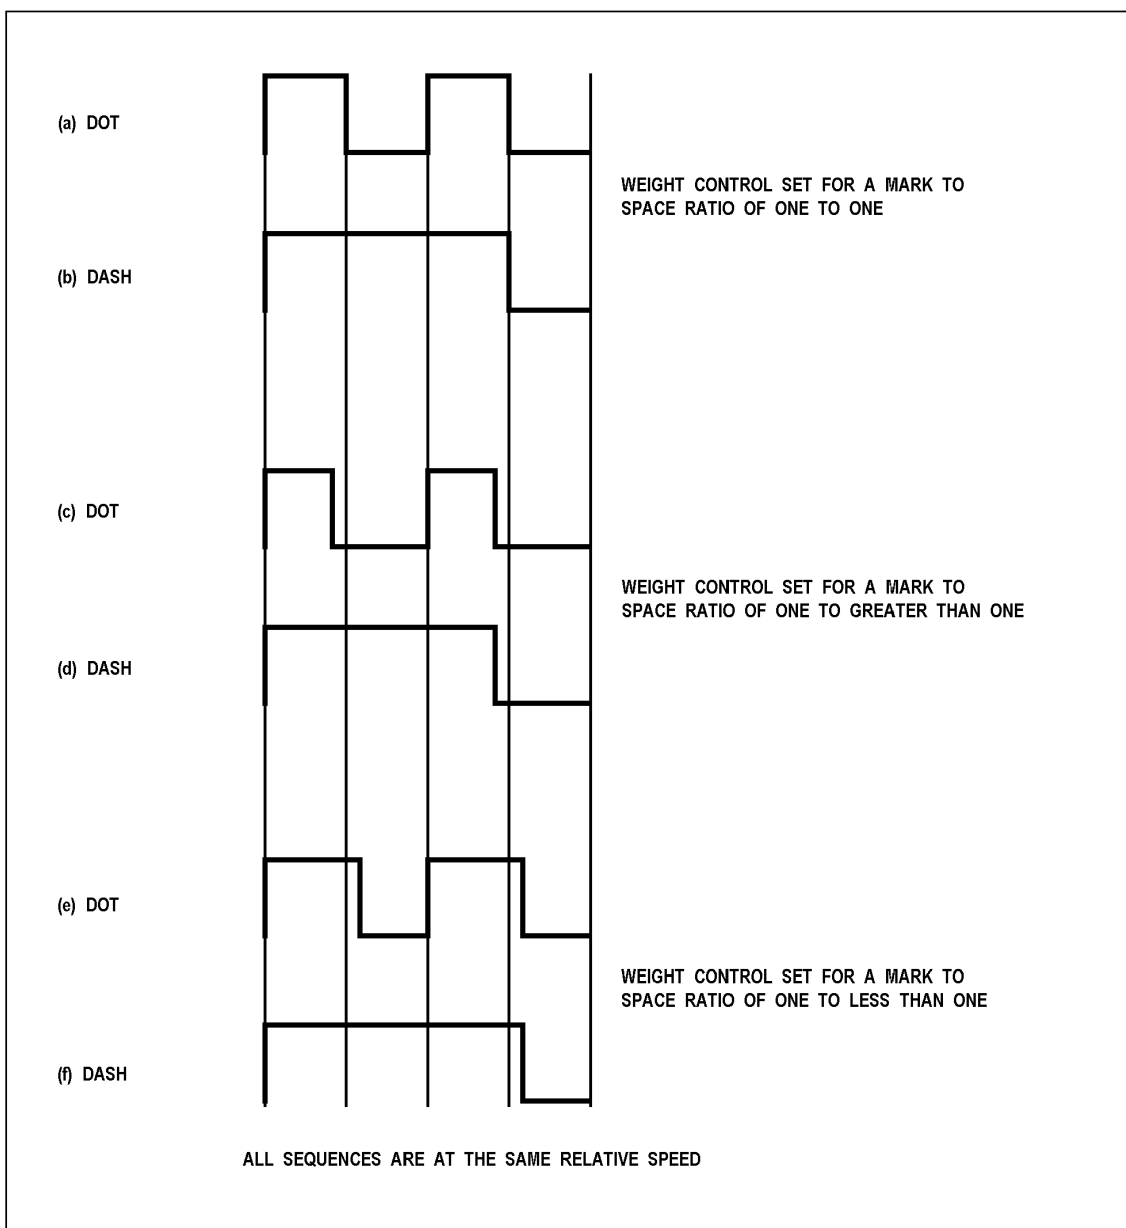 (a) DOT
WEIGHT CONTROL SET FOR A MARK TO
SPACE RATIO OF ONE TO ONE
(b) DASH
(c) DOT
WEIGHT CONTROL SET FOR A MARK TO
SPACE RATIO OF ONE TO GREATER THAN ONE
(d) DASH
(e) DOT
WEIGHT CONTROL SET FOR A MARK TO
SPACE RATIO OF ONE TO LESS THAN ONE
(f) DASH
ALL SEQUENCES ARE AT THE SAME RELATIVE SPEED